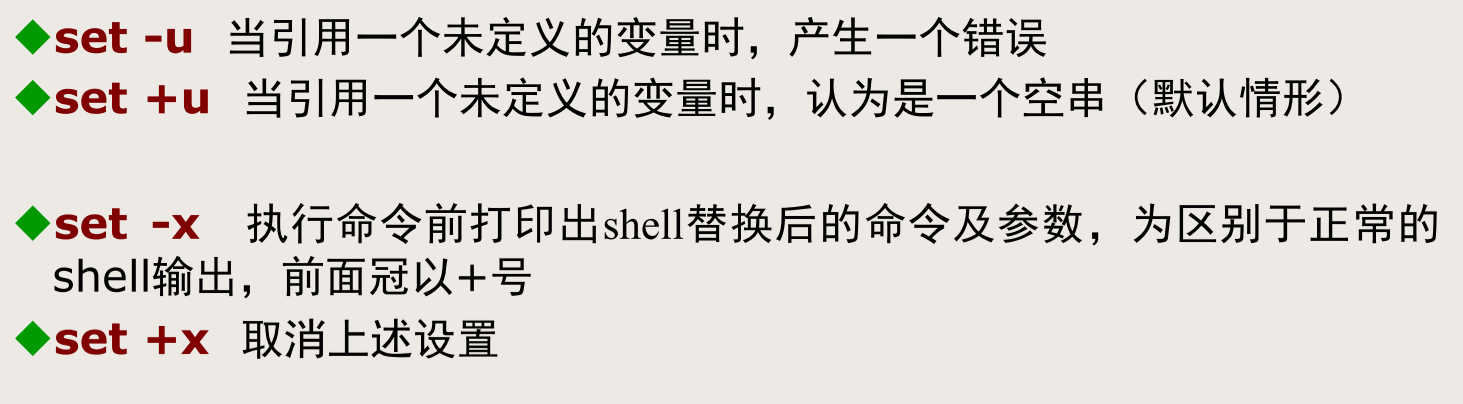 ◆set -u 当引用一个未定义的变量时，产生一个错误
◆set +u 当引用一个未定义的变量时，认为是一个空串（默认情形）
◆set -x 执行命令前打印出shell替换后的命令及参数，为区别于正常的
shell输出，前面冠以+号
◆set +x 取消上述设置